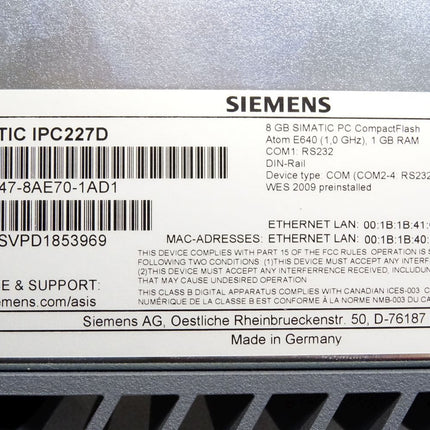 SIEMENS
TIC IPC227D
47-8AE70-1AD1
SVPD1853969
8 GB SIMATIC PC CompactFlash
Atom E640 (1,0 GHz), 1 GB RAM
COM1: RS232
DIN-Rail
Device type: COM (COM2-4 RS232
WES 2009 preinstalled
ETHERNET LAN: 00:1B:1B:41:
MAC-ADRESSES: ETHERNET LAN: 00:1B:1B:40:
THIS DEVICE COMPLIES WITH PART 15 OF THE FCC RULES. OPERATION IS
FOLLOWING TWO CONDITIONS: (1)THIS DEVICE MAY NOT CAUSE INTERF
(2)THIS DEVICE MUST ACCEPT ANY INTERFERENCE RECEIVED, INCLUDIN
THAT MAY CAUSE UNDESIRED OPERATION
THIS CLASS B DIGITAL APPARATUS COMPLIES WITH CANADIAN ICES-003. C
NUMÉRIQUE DE LA CLASSE B EST CONFORME À LA NORME NMB-003 DU
E & SUPPORT:
emens.com/asis
Siemens AG, Oestliche Rheinbrueckenstr. 50, D-76187
Made in Germany